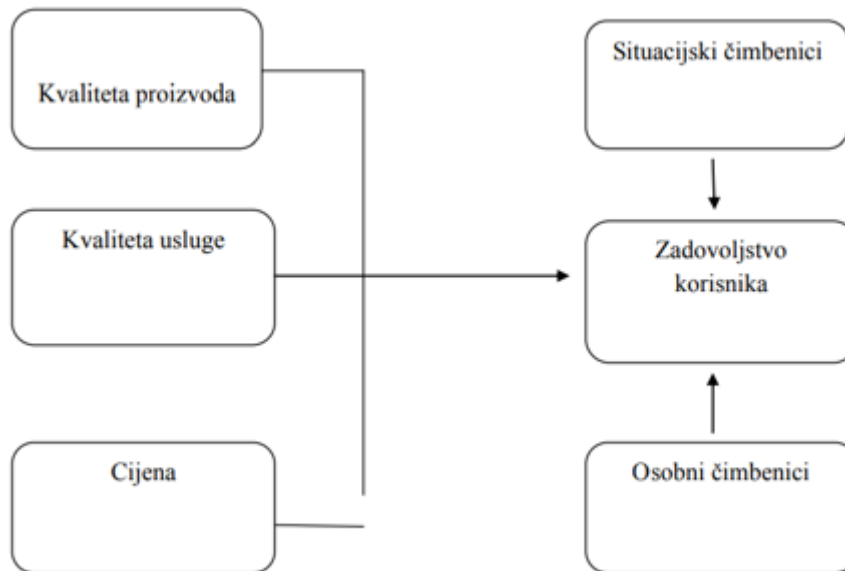 Kvaliteta proizvoda
Situacijski čimbenici
Kvaliteta usluge
Zadovoljstvo
korisnika
Cijena
Osobni čimbenici